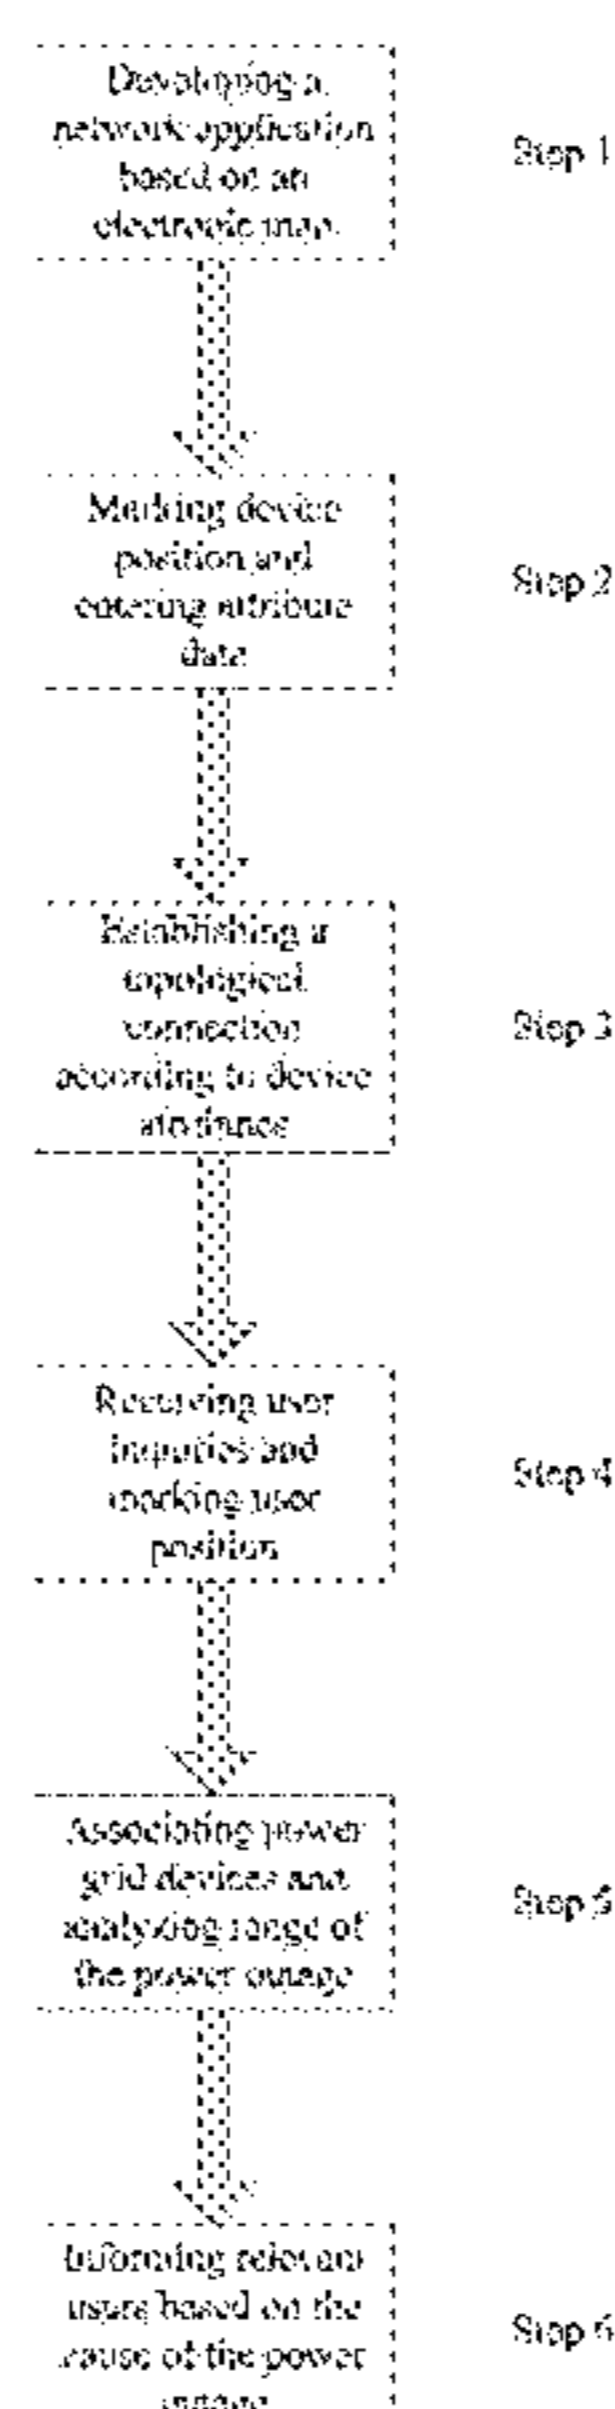 Developing a
network application
based on an
electronic map
Step 1
Marking device
position and
entering attribute
data
Step 2
Establishing a
topological
connection
according to device
Step 3
Receiving user
inquiries and
marking user
position
Step 4
Associating power
grid devices and
analyzing range of
the power outage
Step 5
Informing relevant
users based on the
cause of the power
outage
Step 6